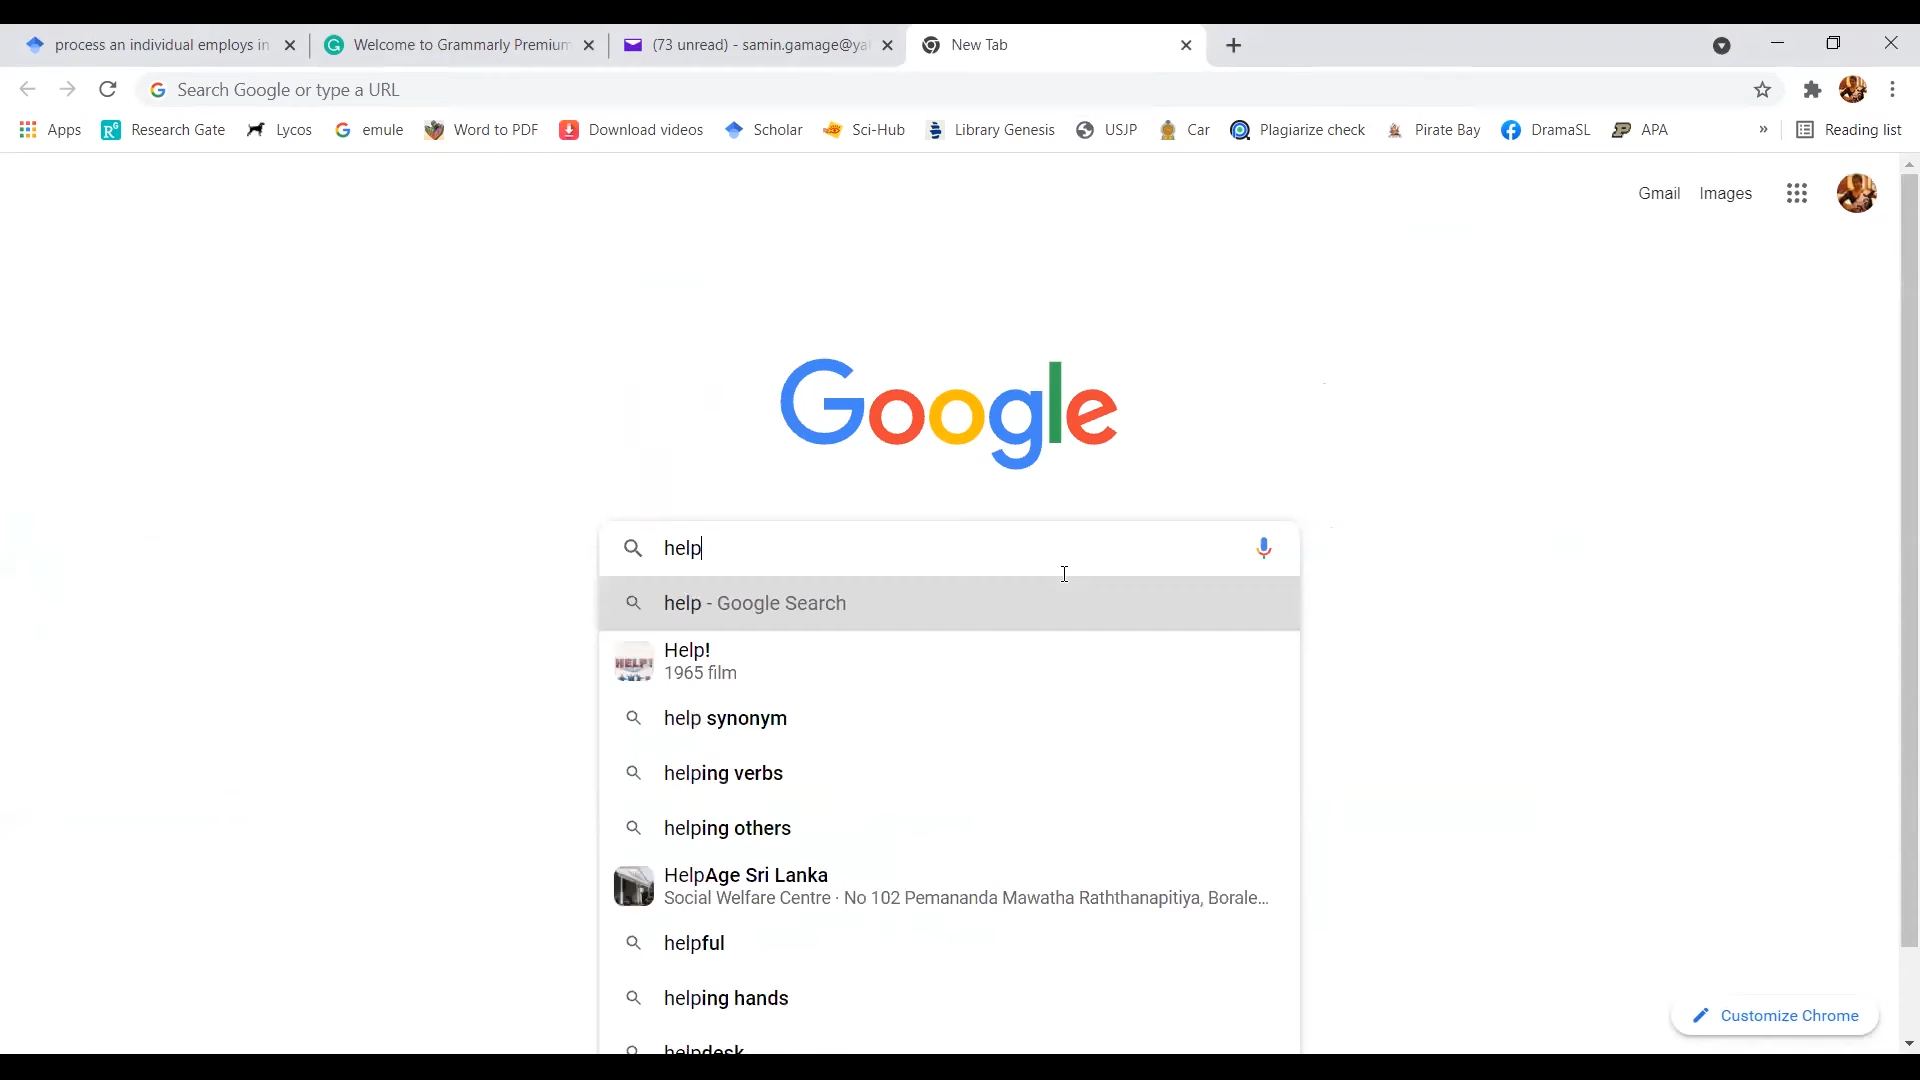 process an individual employs in
Welcome to Grammarly Premium
(73 unread) - samin.gamage@ya
New Tab
Search Google or type a URL
Apps
Research Gate
Lycos
emule
Word to PDF
Download videos
Scholar
Sci-Hub
Library Genesis
USJP
Car
Plagiarize check
Pirate Bay
DramaSL
APA
»
Reading list
Gmail
Images
Google
help
help - Google Search
Help!
1965 film
help synonym
helping verbs
helping others
HelpAge Sri Lanka
Social Welfare Centre · No 102 Pemananda Mawatha Raththanapitiya, Borale...
helpful
helping hands
helpdesk
Customize Chrome